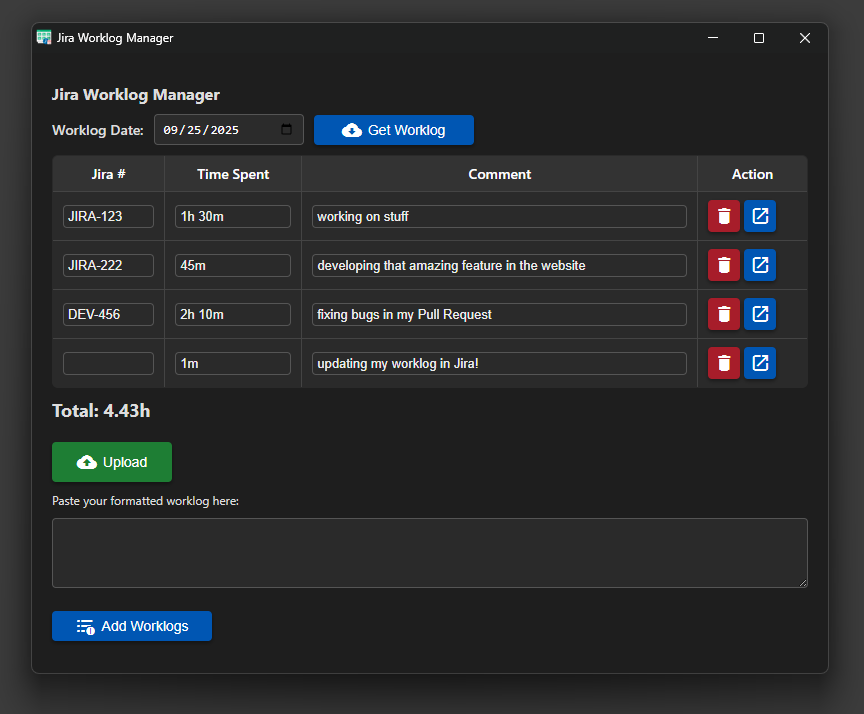 Jira Worklog Manager
Jira Worklog Manager
Worklog Date: 09/25/2025 Get Worklog
Jira # Time Spent Comment Action
JIRA-123 1h 30m working on stuff
JIRA-222 45m developing that amazing feature in the website
DEV-456 2h 10m fixing bugs in my Pull Request
1m updating my worklog in Jira!
Total: 4.43h
Upload
Paste your formatted worklog here:
Add Worklogs